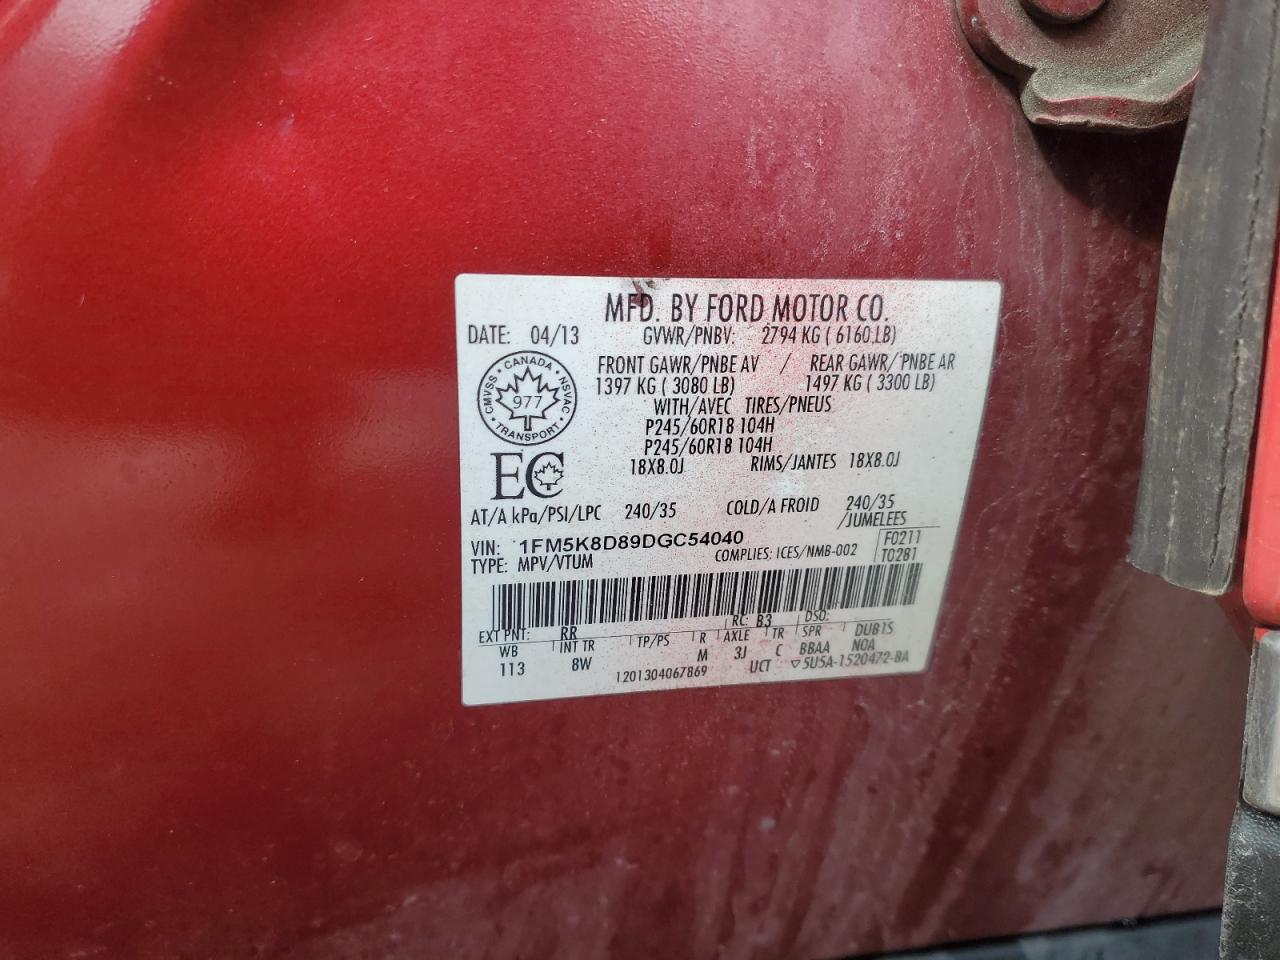 MFD. BY FORD MOTOR CO.
DATE: 04/13 GVWR/PNBV: 2794 KG ( 6160 LB)
FRONT GAWR/PNBE AV / REAR GAWR/PNBE AR
1397 KG ( 3080 LB) 1497 KG ( 3300 LB)
WITH/AVEC TIRES/PNEUS
CANADA
CMVSS 977 NSVAC
TRANSPORT
P245/60R18 104H
P245/60R18 104H
18X8.0J RIMS/JANTES 18X8.0J
EC
AT/A kPa/PSI/LPC 240/35 COLD/A FROID 240/35
/JUMELEES
VIN: 1FM5K8D89DGC54040 F0211
TYPE: MPV/VTUM COMPLIES: ICES/NMB-002 T0281
EXT PNT: RR RC: B3 DSO:
WB INT TR TP/PS R AXLE TR SPR DUB1S
113 8W M 3J C BBAA N0A
1201304067869 UCT ▽5U5A-1520472-BA